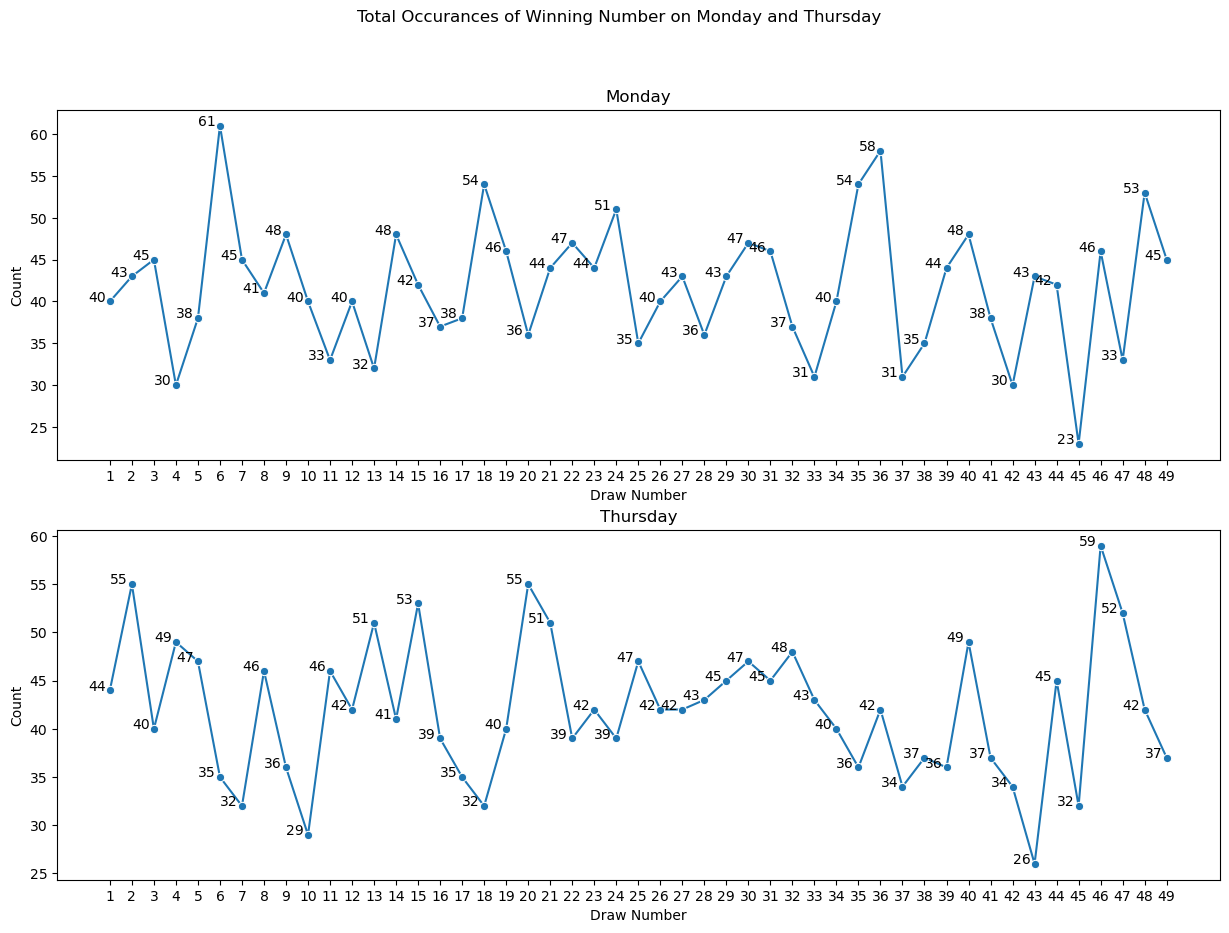 Total Occurances of Winning Number on Monday and Thursday
Monday
Count
60
55
50
45
40
35
30
25
40 43 45 30 38 61 45 41 48 40 33 40 32 48 42 37 38 54 46 36 44 47 44 51 35 40 43 36 43 47 46 37 31 40 54 58 31 35 44 48 38 30 43 42 23 46 33 53 45
1 2 3 4 5 6 7 8 9 10 11 12 13 14 15 16 17 18 19 20 21 22 23 24 25 26 27 28 29 30 31 32 33 34 35 36 37 38 39 40 41 42 43 44 45 46 47 48 49
Draw Number
Thursday
Count
60
55
50
45
40
35
30
25
44 55 40 49 47 35 32 46 36 29 46 42 51 41 53 39 35 32 40 55 51 39 42 39 47 42 42 43 45 47 45 48 43 40 36 42 34 37 36 49 37 34 26 45 32 59 52 42 37
1 2 3 4 5 6 7 8 9 10 11 12 13 14 15 16 17 18 19 20 21 22 23 24 25 26 27 28 29 30 31 32 33 34 35 36 37 38 39 40 41 42 43 44 45 46 47 48 49
Draw Number